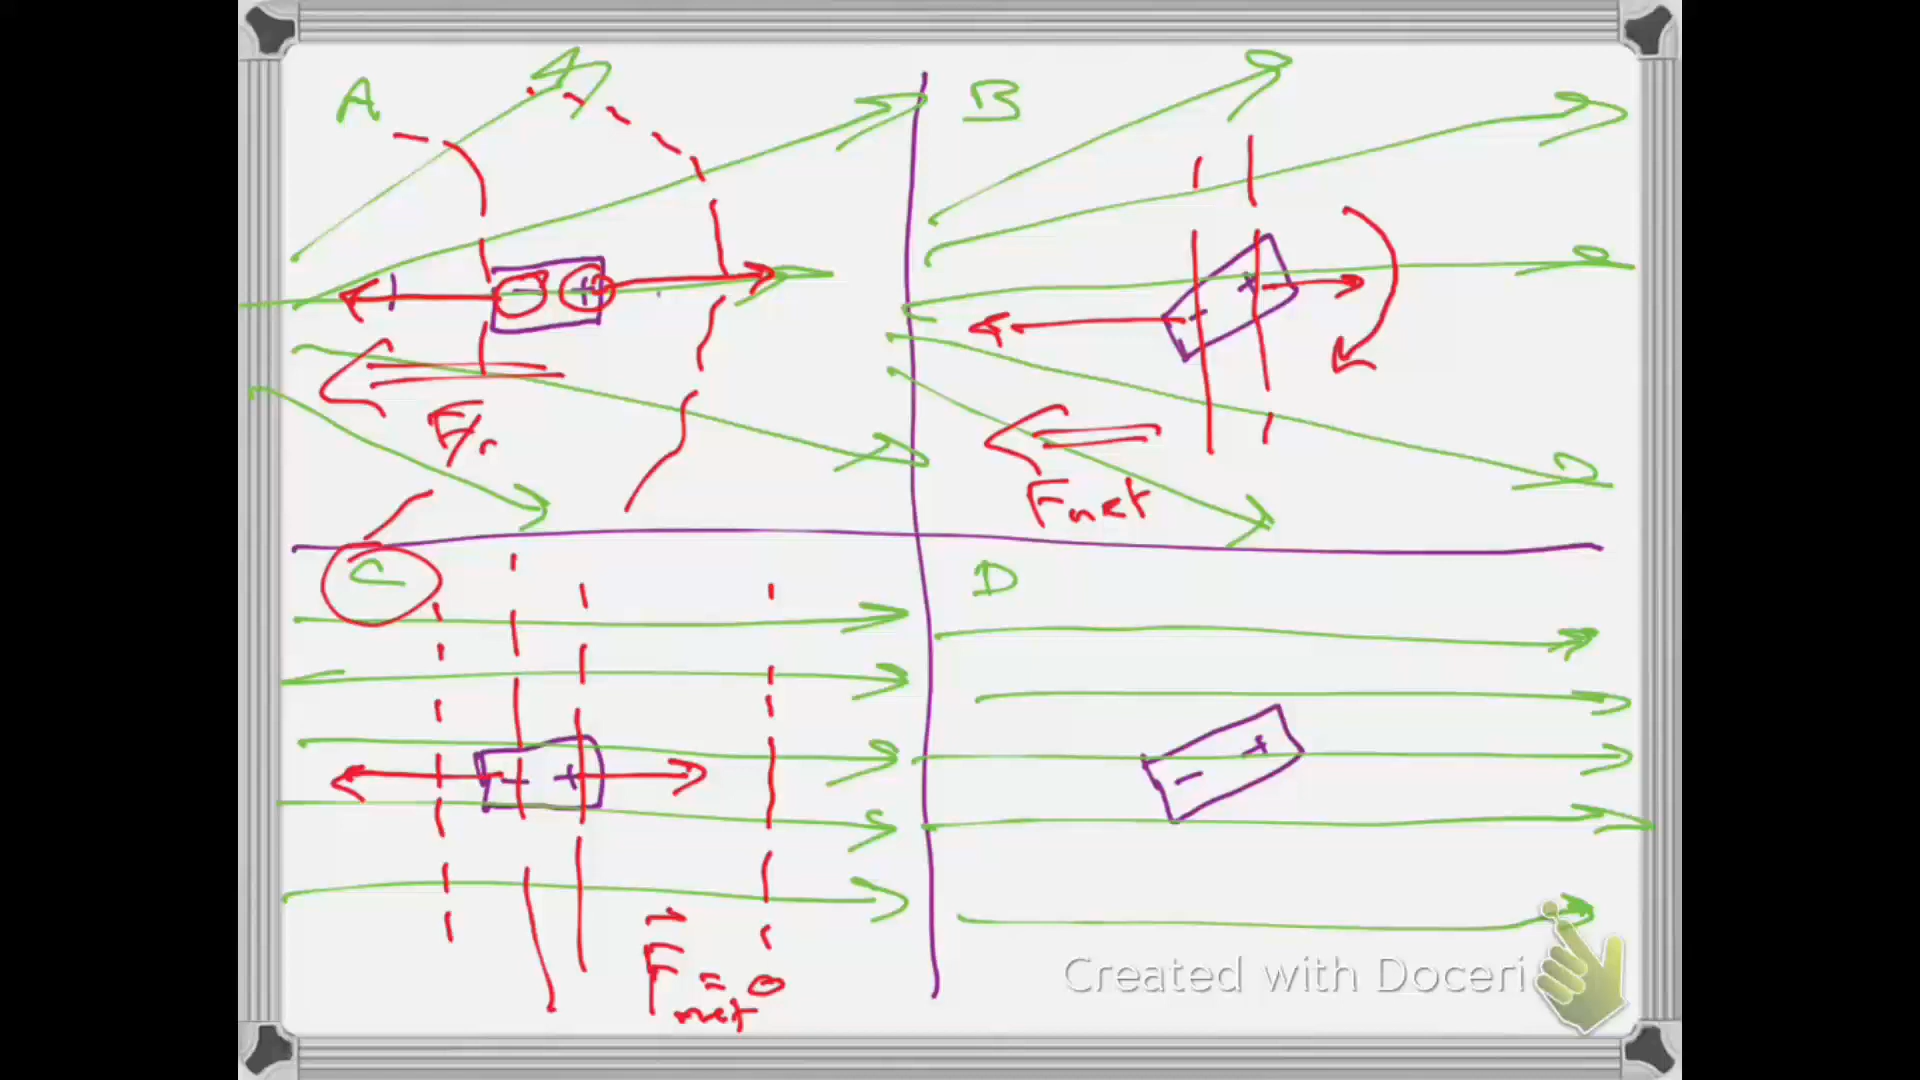 A
B
- +
+
-
F
Fnet
C
D
- +
- +
F net = 0
Created with Doceri